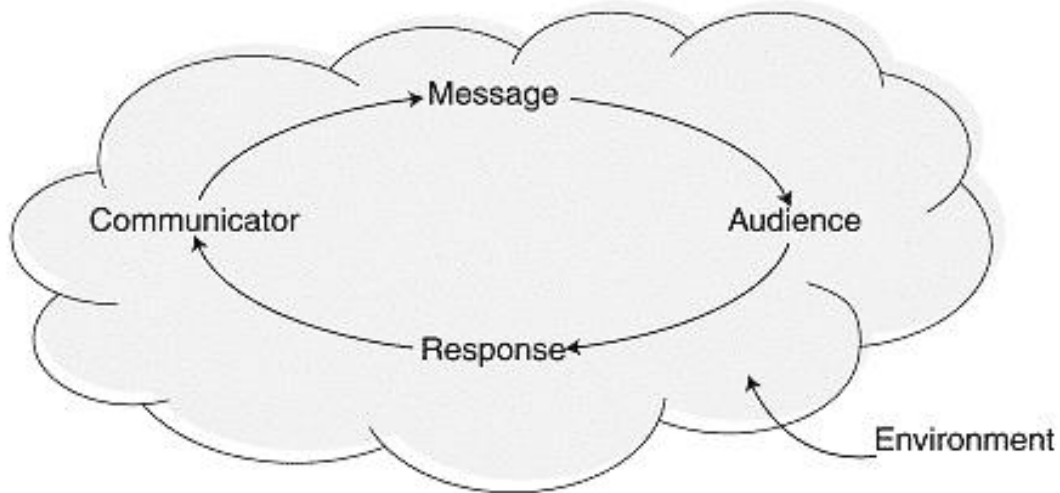 Message
Communicator
Audience
Response
Environment